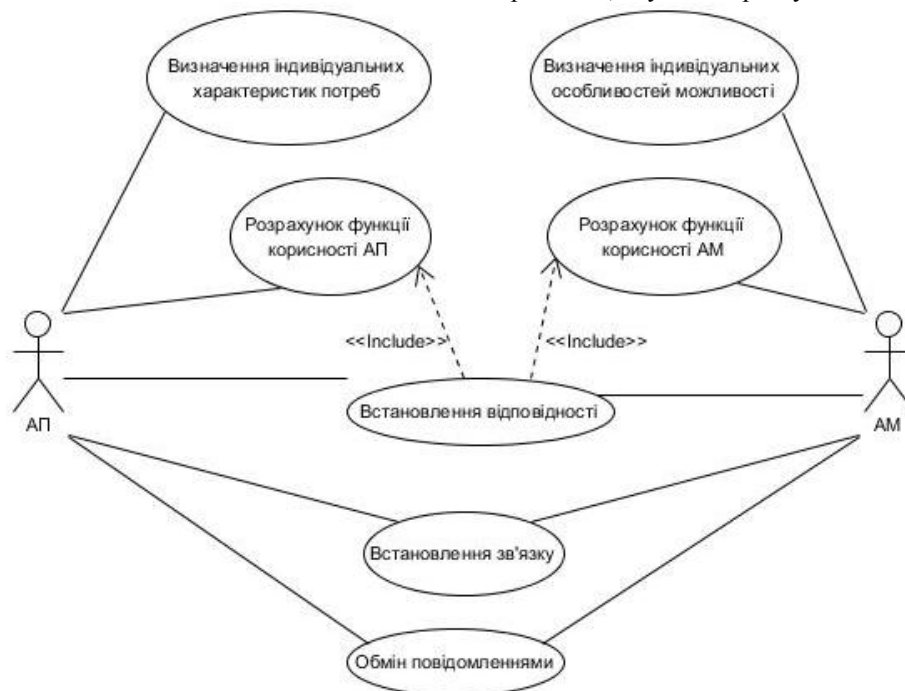 Визначення індивідуальних
характеристик потреб
Визначення індивідуальних
особливостей можливості
Розрахунок функції
корисності АП
Розрахунок функції
корисності АМ
<<Include>>
<<Include>>
Встановлення відповідності
АП
АМ
Встановлення зв'язку
Обмін повідомленнями